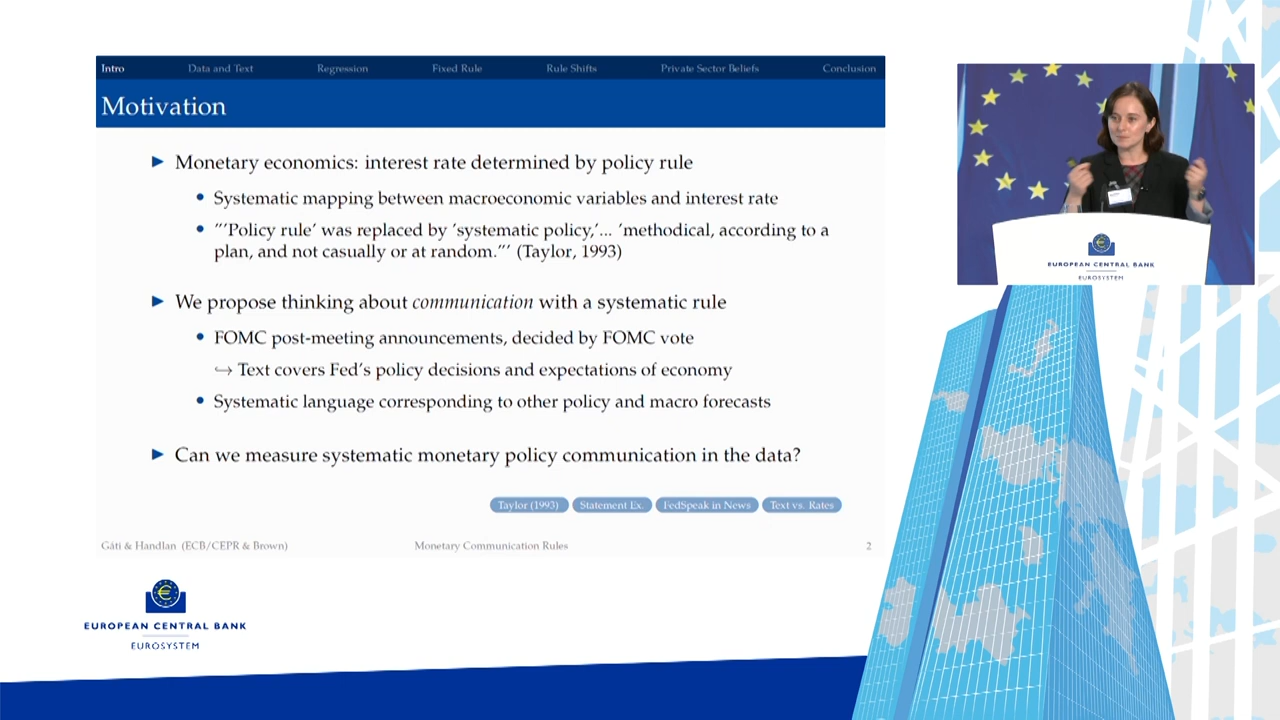 Intro Data and Text Regression Fixed Rule Rule Shifts Private Sector Beliefs Conclusion
Motivation
Monetary economics: interest rate determined by policy rule
Systematic mapping between macroeconomic variables and interest rate
"'Policy rule' was replaced by 'systematic policy,'... 'methodical, according to a
plan, and not casually or at random."' (Taylor, 1993)
We propose thinking about communication with a systematic rule
FOMC post-meeting announcements, decided by FOMC vote
↪ Text covers Fed's policy decisions and expectations of economy
Systematic language corresponding to other policy and macro forecasts
Can we measure systematic monetary policy communication in the data?
Taylor (1993) Statement Ex. FedSpeak in News Text vs. Rates
Gáti & Handlan (ECB/CEPR & Brown) Monetary Communication Rules 2
EUROPEAN CENTRAL BANK
EUROSYSTEM
EUROPEAN CENTRAL BANK
EUROSYSTEM